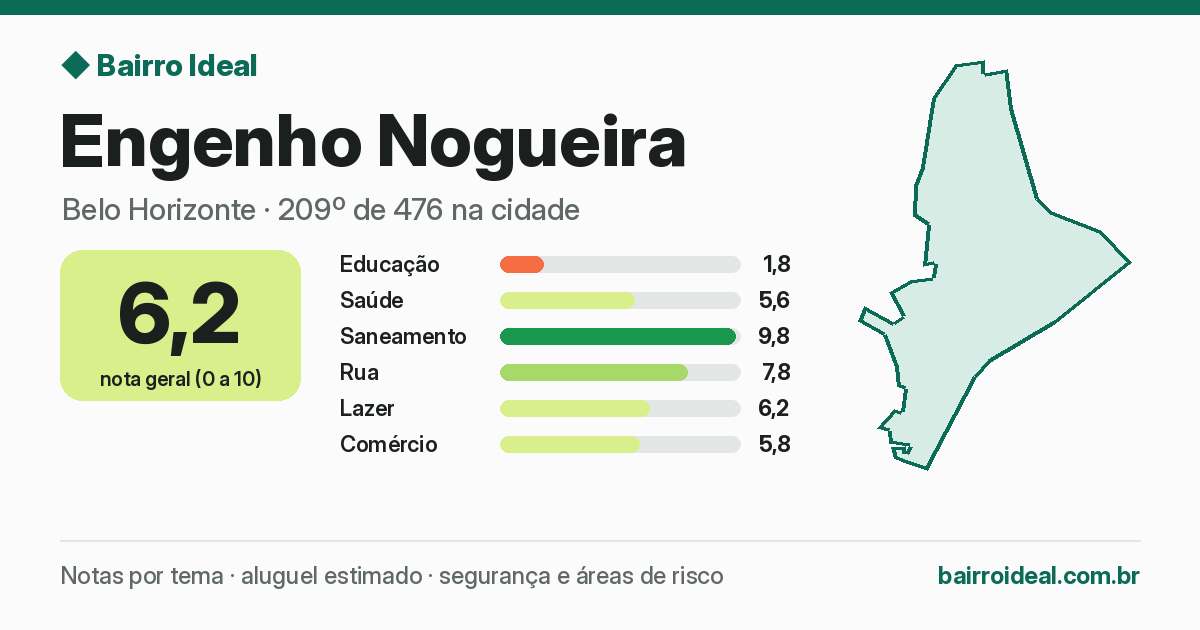 Bairro Ideal
Engenho Nogueira
Belo Horizonte · 209º de 476 na cidade
6,2
nota geral (0 a 10)
Educação 1,8
Saúde 5,6
Saneamento 9,8
Rua 7,8
Lazer 6,2
Comércio 5,8
Notas por tema · aluguel estimado · segurança e áreas de risco
bairroideal.com.br